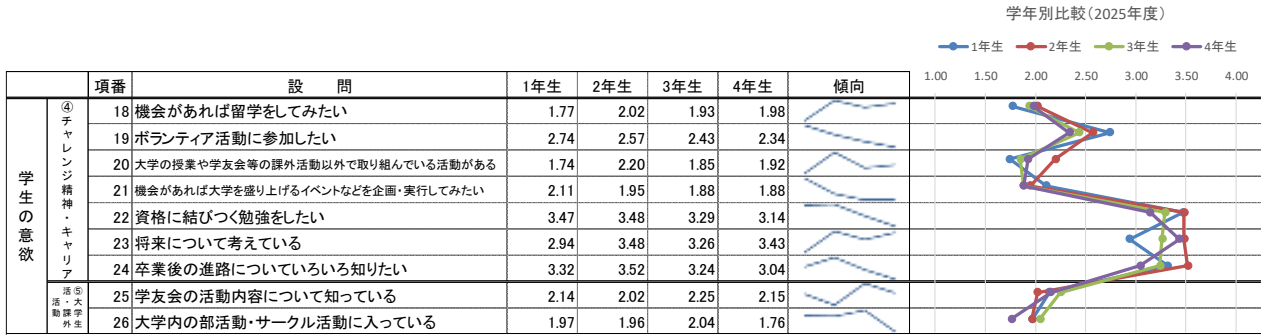 学年別比較(2025年度)
1年生 2年生 3年生 4年生
項番 設 問 1年生 2年生 3年生 4年生 傾向 1.00 1.50 2.00 2.50 3.00 3.50 4.00
学生の意欲
④チャレンジ精神・キャリア
18 機会があれば留学をしてみたい 1.77 2.02 1.93 1.98
19 ボランティア活動に参加したい 2.74 2.57 2.43 2.34
20 大学の授業や学友会等の課外活動以外で取り組んでいる活動がある 1.74 2.20 1.85 1.92
21 機会があれば大学を盛り上げるイベントなどを企画・実行してみたい 2.11 1.95 1.88 1.88
22 資格に結びつく勉強をしたい 3.47 3.48 3.29 3.14
23 将来について考えている 2.94 3.48 3.26 3.43
24 卒業後の進路についていろいろ知りたい 3.32 3.52 3.24 3.04
⑤大学生活・課外活動
25 学友会の活動内容について知っている 2.14 2.02 2.25 2.15
26 大学内の部活動・サークル活動に入っている 1.97 1.96 2.04 1.76